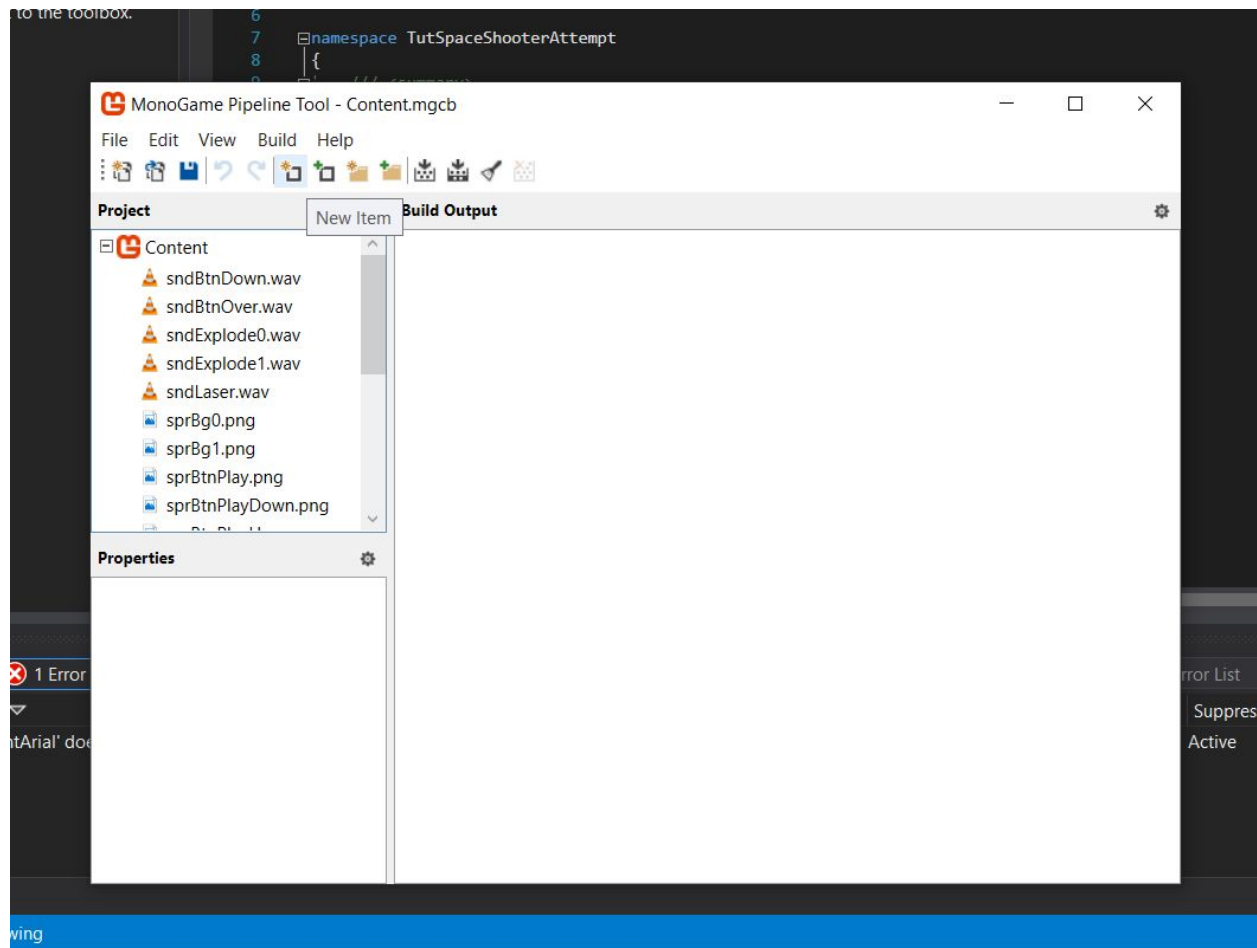 to the toolbox.
6
7 namespace TutSpaceShooterAttempt
8 {
MonoGame Pipeline Tool - Content.mgcb
File Edit View Build Help
Project
New Item
Build Output
Content
sndBtnDown.wav
sndBtnOver.wav
sndExplode0.wav
sndExplode1.wav
sndLaser.wav
sprBg0.png
sprBg1.png
sprBtnPlay.png
sprBtnPlayDown.png
Properties
1 Error
rror List
Suppres
ntArial' doe
Active
wing